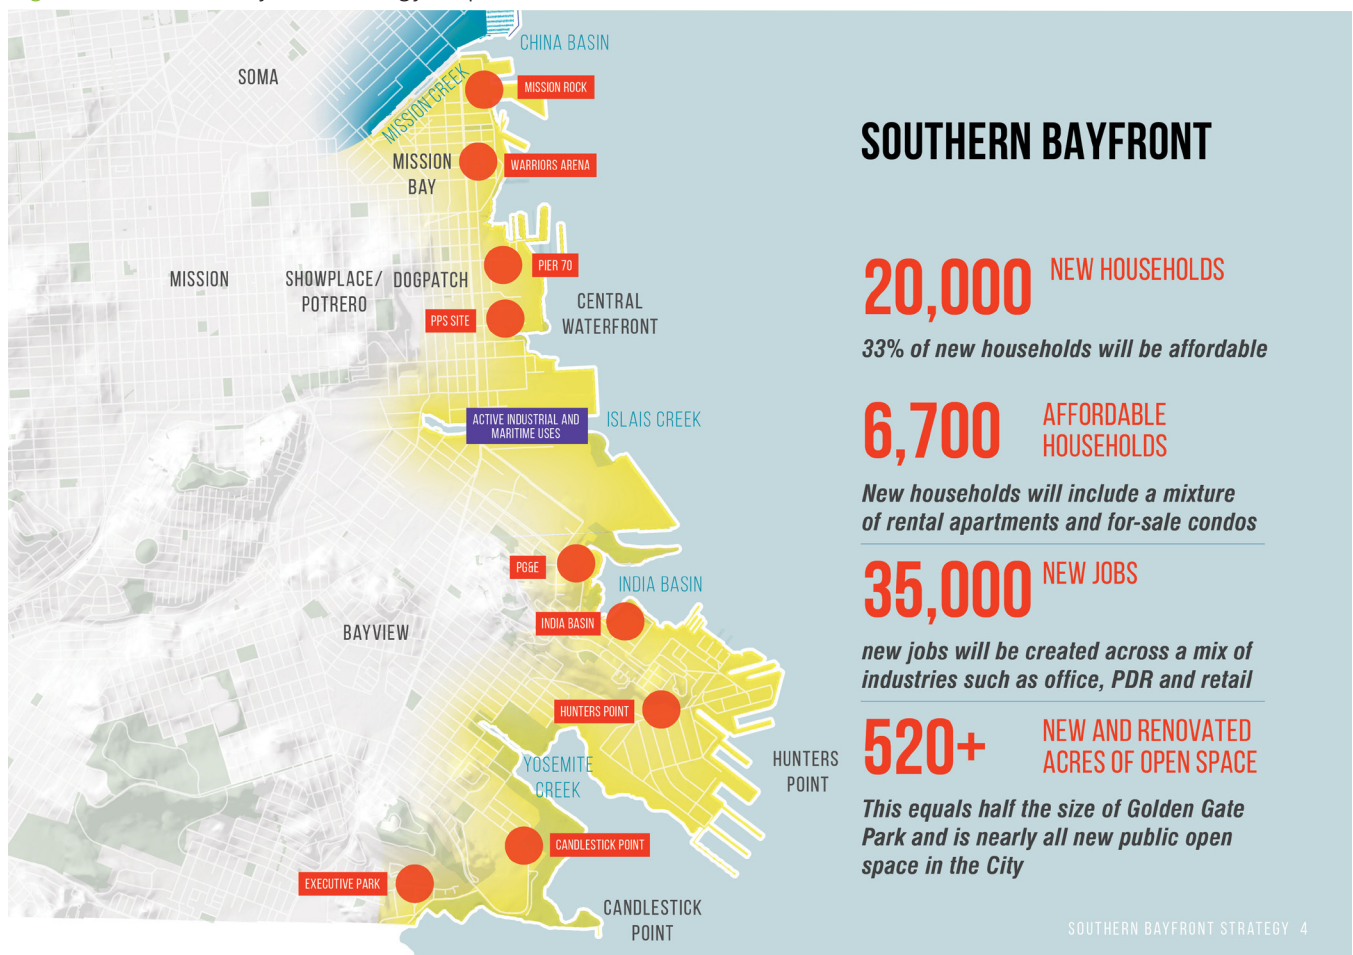 CHINA BASIN
SOMA
MISSION CREEK
MISSION ROCK
MISSION
BAY
WARRIORS ARENA
MISSION
SHOWPLACE/
POTRERO
DOGPATCH
PIER 70
CENTRAL
WATERFRONT
PPS SITE
ACTIVE INDUSTRIAL AND
MARITIME USES
ISLAIS CREEK
PG&E
INDIA BASIN
INDIA BASIN
BAYVIEW
HUNTERS POINT
HUNTERS
POINT
YOSEMITE
CREEK
CANDLESTICK POINT
EXECUTIVE PARK
CANDLESTICK
POINT
SOUTHERN BAYFRONT
20,000 NEW HOUSEHOLDS
33% of new households will be affordable
6,700 AFFORDABLE
HOUSEHOLDS
New households will include a mixture
of rental apartments and for-sale condos
35,000 NEW JOBS
new jobs will be created across a mix of
industries such as office, PDR and retail
520+ NEW AND RENOVATED
ACRES OF OPEN SPACE
This equals half the size of Golden Gate
Park and is nearly all new public open
space in the City
SOUTHERN BAYFRONT STRATEGY 4